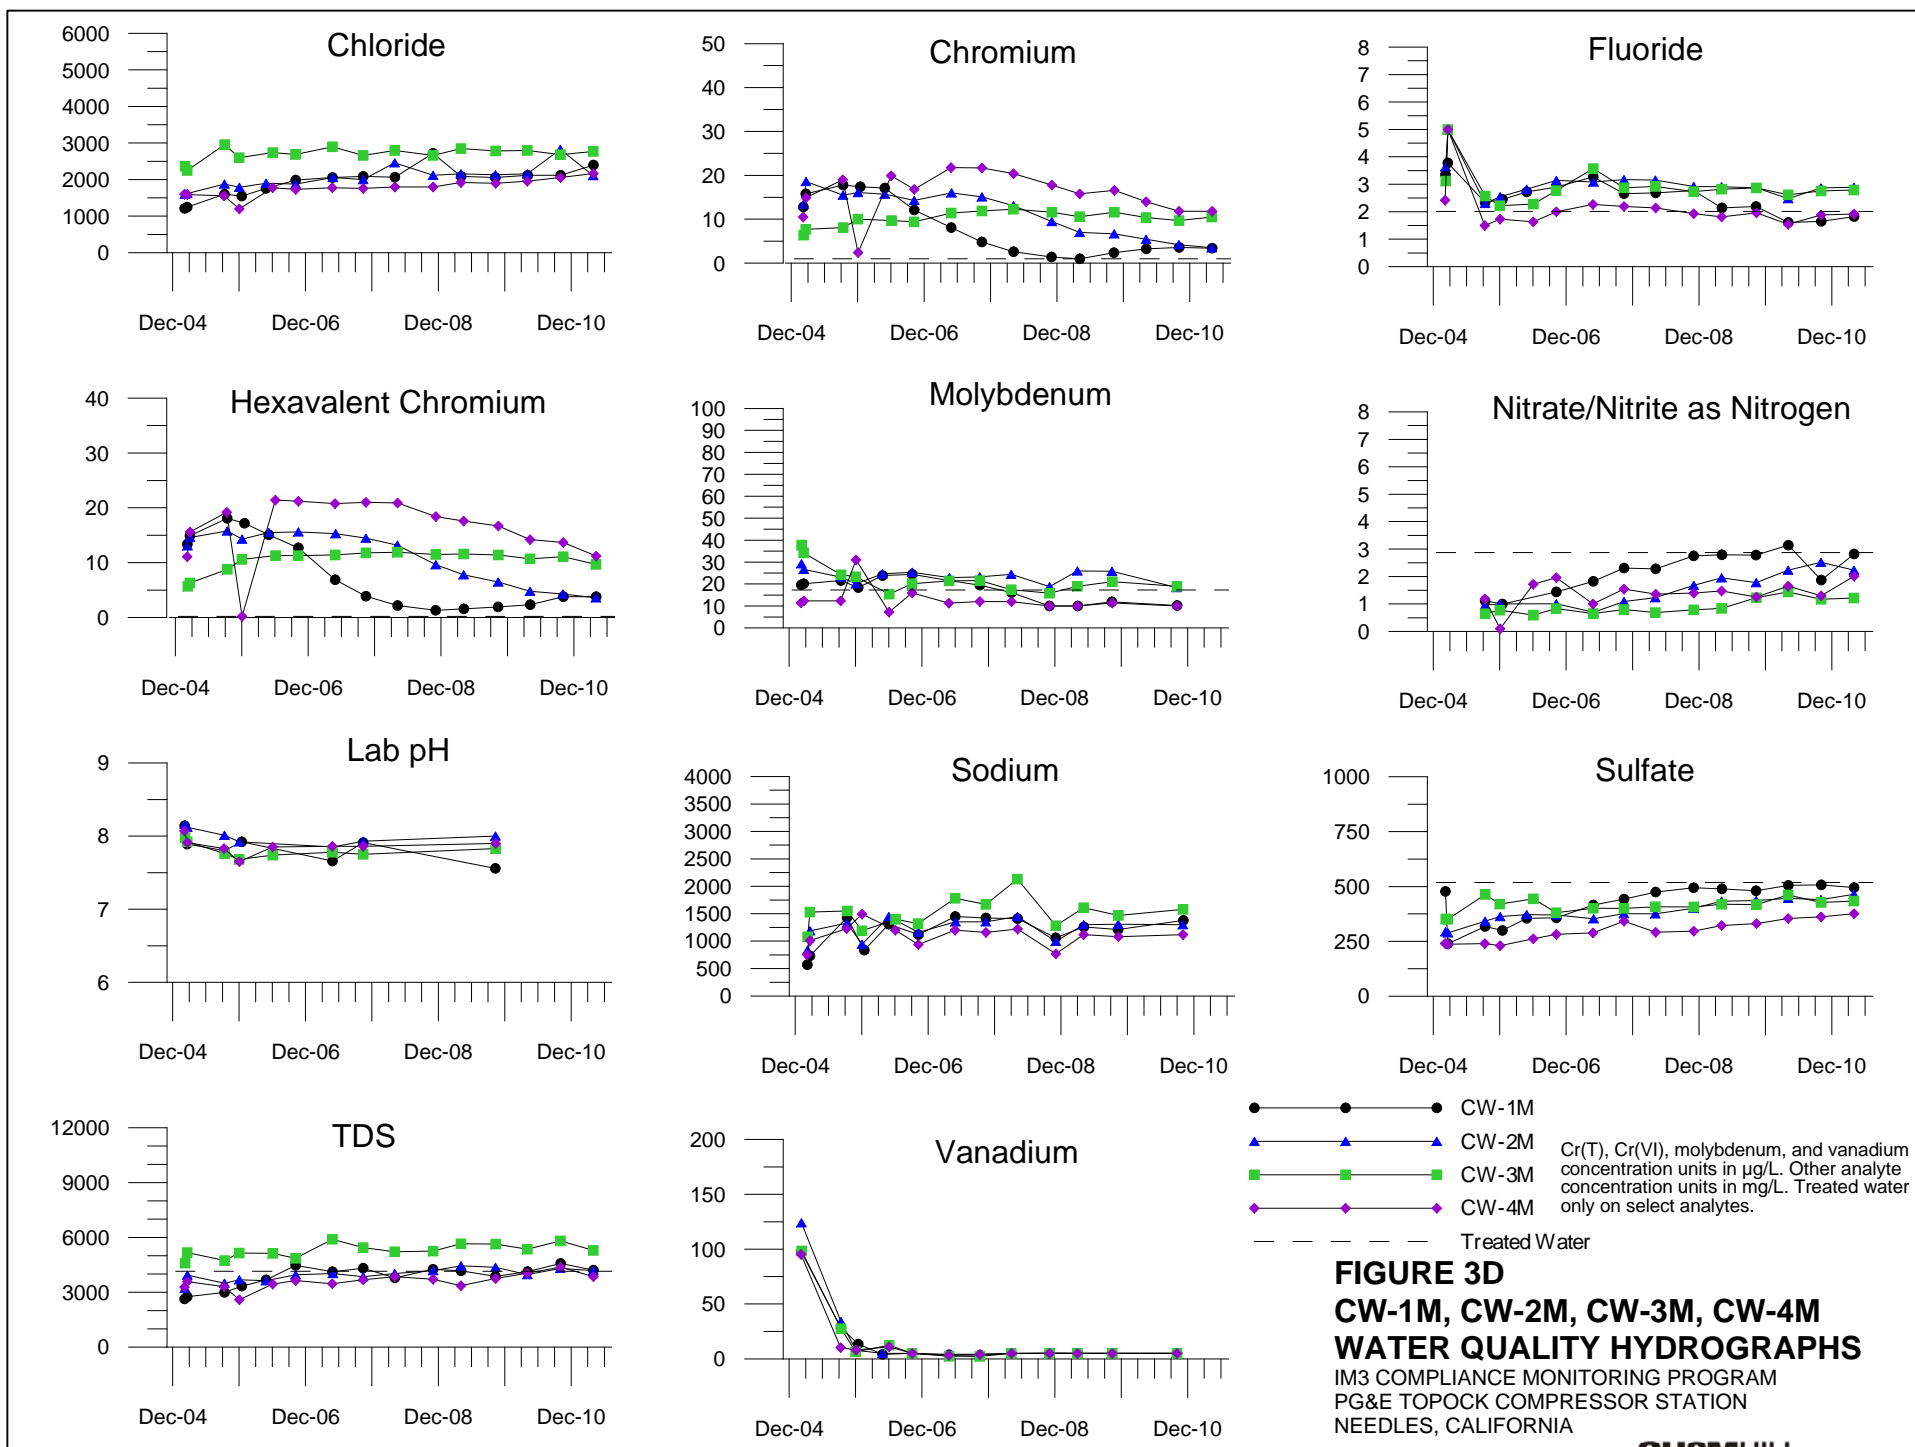 Chloride
6000
5000
4000
3000
2000
1000
0
Dec-04 Dec-06 Dec-08 Dec-10
Chromium
50
40
30
20
10
0
Dec-04 Dec-06 Dec-08 Dec-10
Fluoride
8
7
6
5
4
3
2
1
0
Dec-04 Dec-06 Dec-08 Dec-10
Hexavalent Chromium
40
30
20
10
0
Dec-04 Dec-06 Dec-08 Dec-10
Molybdenum
100
90
80
70
60
50
40
30
20
10
0
Dec-04 Dec-06 Dec-08 Dec-10
Nitrate/Nitrite as Nitrogen
8
7
6
5
4
3
2
1
0
Dec-04 Dec-06 Dec-08 Dec-10
Lab pH
9
8
7
6
Dec-04 Dec-06 Dec-08 Dec-10
Sodium
4000
3500
3000
2500
2000
1500
1000
500
0
Dec-04 Dec-06 Dec-08 Dec-10
Sulfate
1000
750
500
250
0
Dec-04 Dec-06 Dec-08 Dec-10
TDS
12000
9000
6000
3000
0
Dec-04 Dec-06 Dec-08 Dec-10
Vanadium
200
150
100
50
0
Dec-04 Dec-06 Dec-08 Dec-10
CW-1M
CW-2M
CW-3M
CW-4M
Treated Water
Cr(T), Cr(VI), molybdenum, and vanadium
concentration units in µg/L. Other analyte
concentration units in mg/L. Treated water
only on select analytes.
FIGURE 3D
CW-1M, CW-2M, CW-3M, CW-4M
WATER QUALITY HYDROGRAPHS
IM3 COMPLIANCE MONITORING PROGRAM
PG&E TOPOCK COMPRESSOR STATION
NEEDLES, CALIFORNIA